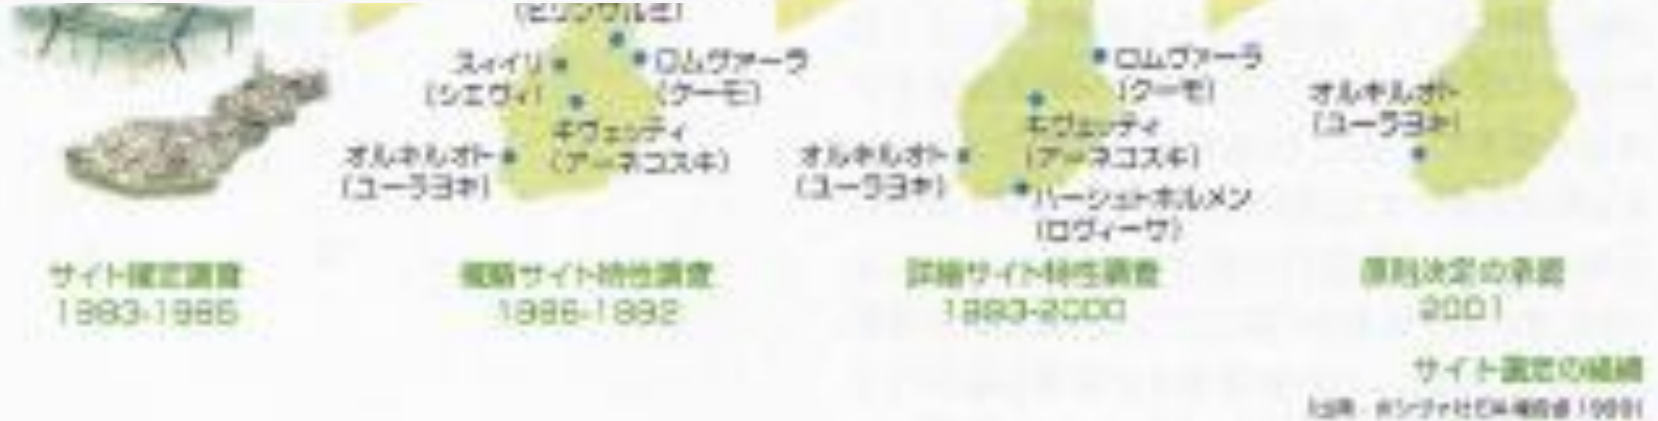 スィイリ
(シエヴィ)
ロムヴァーラ
(クーモ)
キヴェッティ
(アーネコスキ)
オルキルオト
(ユーラヨキ)
ロムヴァーラ
(クーモ)
キヴェッティ
(アーネコスキ)
オルキルオト
(ユーラヨキ)
ハーシュトホルメン
(ロヴィーサ)
オルキルオト
(ユーラヨキ)
サイト確定調査
1983-1985
概略サイト特性調査
1986-1992
詳細サイト特性調査
1993-2000
原則決定の承認
2001
サイト選定の経緯